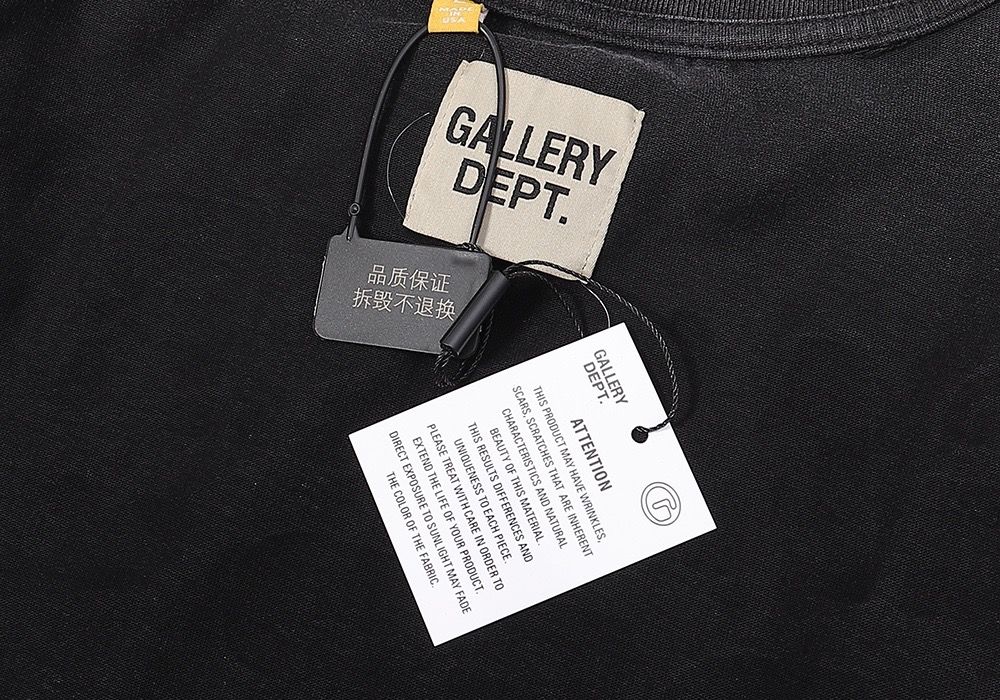 MADE
IN
USA
GALLERY
DEPT.
品质保证
拆毁不退换
GALLERY
DEPT.
ATTENTION
THIS PRODUCT MAY HAVE WRINKLES,
SCARS, SCRATCHES THAT ARE INHERENT
CHARACTERISTICS AND NATURAL
BEAUTY OF THIS MATERIAL.
THIS RESULTS DIFFERENCES AND
UNIQUENESS TO EACH PIECE.
PLEASE TREAT WITH CARE IN ORDER TO
EXTEND THE LIFE OF YOUR PRODUCT.
DIRECT EXPOSURE TO SUNLIGHT MAY FADE
THE COLOR OF THE FABRIC.
G